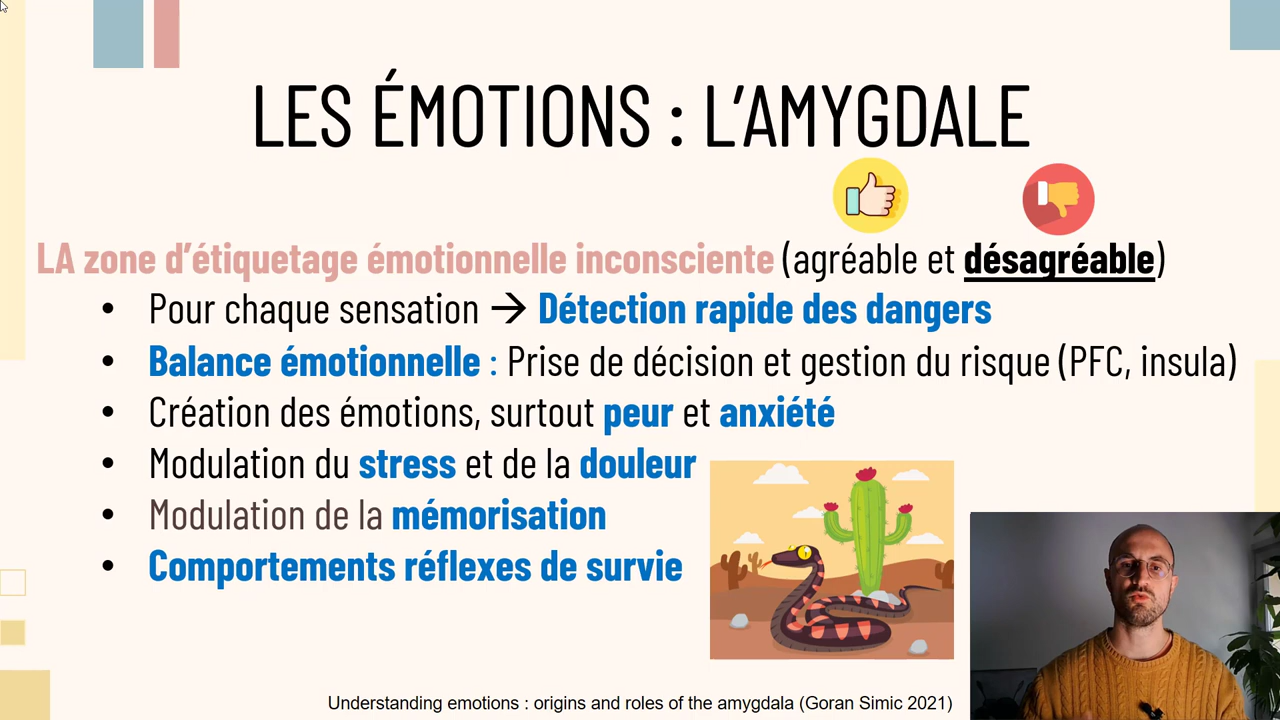 LES ÉMOTIONS : L’AMYGDALE
LA zone d’étiquetage émotionnelle inconsciente (agréable et désagréable)
• Pour chaque sensation → Détection rapide des dangers
• Balance émotionnelle : Prise de décision et gestion du risque (PFC, insula)
• Création des émotions, surtout peur et anxiété
• Modulation du stress et de la douleur
• Modulation de la mémorisation
• Comportements réflexes de survie
Understanding emotions : origins and roles of the amygdala (Goran Simic 2021)